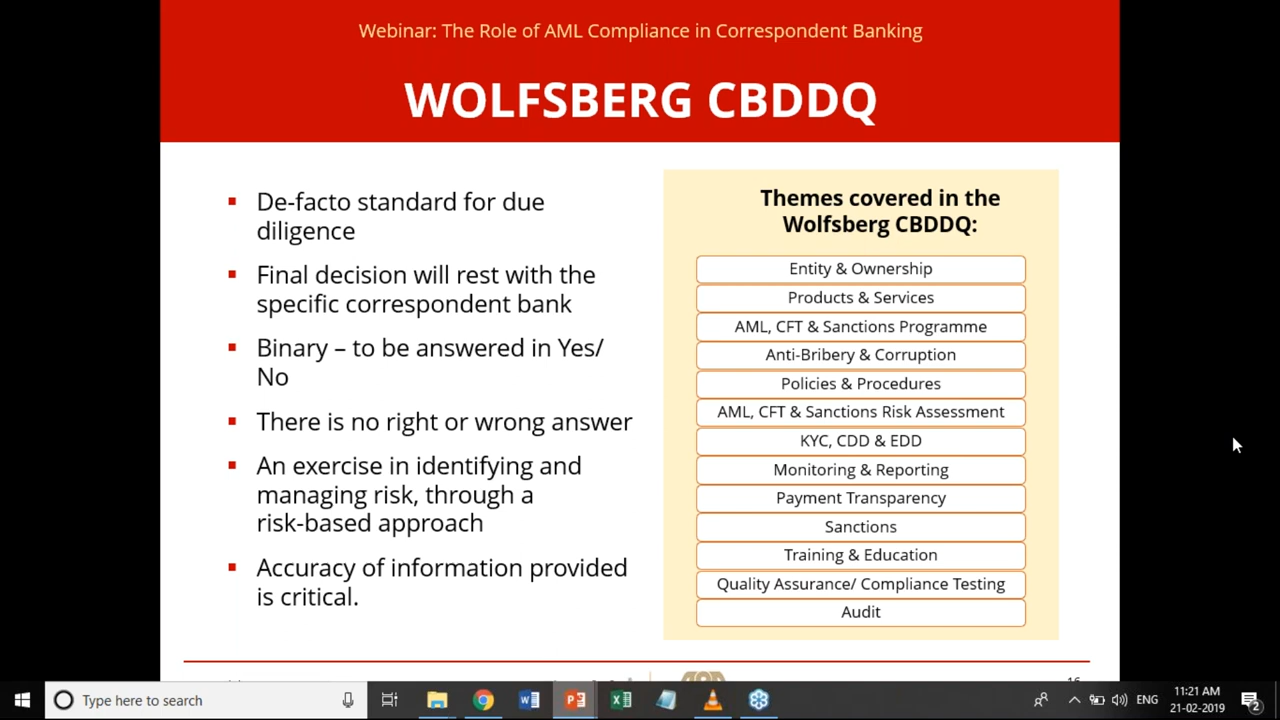 Webinar: The Role of AML Compliance in Correspondent Banking
WOLFSBERG CBDDQ
De-facto standard for due
diligence
Final decision will rest with the
specific correspondent bank
Binary – to be answered in Yes/
No
There is no right or wrong answer
An exercise in identifying and
managing risk, through a
risk-based approach
Accuracy of information provided
is critical.
Themes covered in the
Wolfsberg CBDDQ:
Entity & Ownership
Products & Services
AML, CFT & Sanctions Programme
Anti-Bribery & Corruption
Policies & Procedures
AML, CFT & Sanctions Risk Assessment
KYC, CDD & EDD
Monitoring & Reporting
Payment Transparency
Sanctions
Training & Education
Quality Assurance/ Compliance Testing
Audit
Type here to search
ENG
11:21 AM
21-02-2019
2